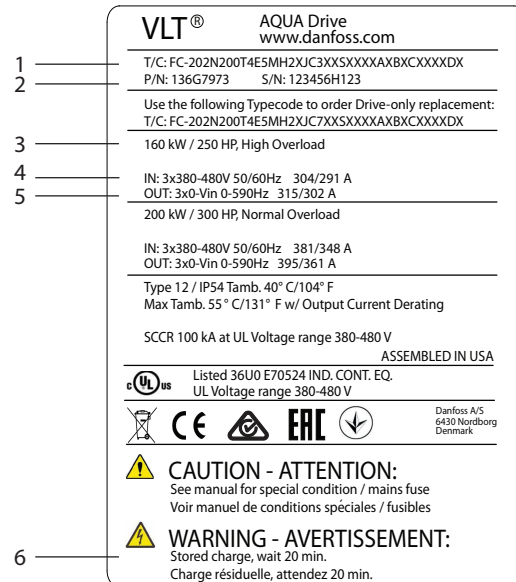 VLT® AQUA Drive
www.danfoss.com
1 T/C: FC-202N200T4E5MH2XJC3XXSXXXXAXBXCXXXXDX
2 P/N: 136G7973 S/N: 123456H123
Use the following Typecode to order Drive-only replacement:
T/C: FC-202N200T4E5MH2XJC7XXSXXXXAXBXCXXXXDX
3 160 kW / 250 HP, High Overload
4 IN: 3x380-480V 50/60Hz 304/291 A
5 OUT: 3x0-Vin 0-590Hz 315/302 A
200 kW / 300 HP, Normal Overload
IN: 3x380-480V 50/60Hz 381/348 A
OUT: 3x0-Vin 0-590Hz 395/361 A
Type 12 / IP54 Tamb. 40° C/104° F
Max Tamb. 55° C/131° F w/ Output Current Derating
SCCR 100 kA at UL Voltage range 380-480 V
ASSEMBLED IN USA
c UL us Listed 36U0 E70524 IND. CONT. EQ.
UL Voltage range 380-480 V
CE EAC
Danfoss A/S
6430 Nordborg
Denmark
CAUTION - ATTENTION:
See manual for special condition / mains fuse
Voir manuel de conditions spéciales / fusibles
WARNING - AVERTISSEMENT:
6 Stored charge, wait 20 min.
Charge résiduelle, attendez 20 min.